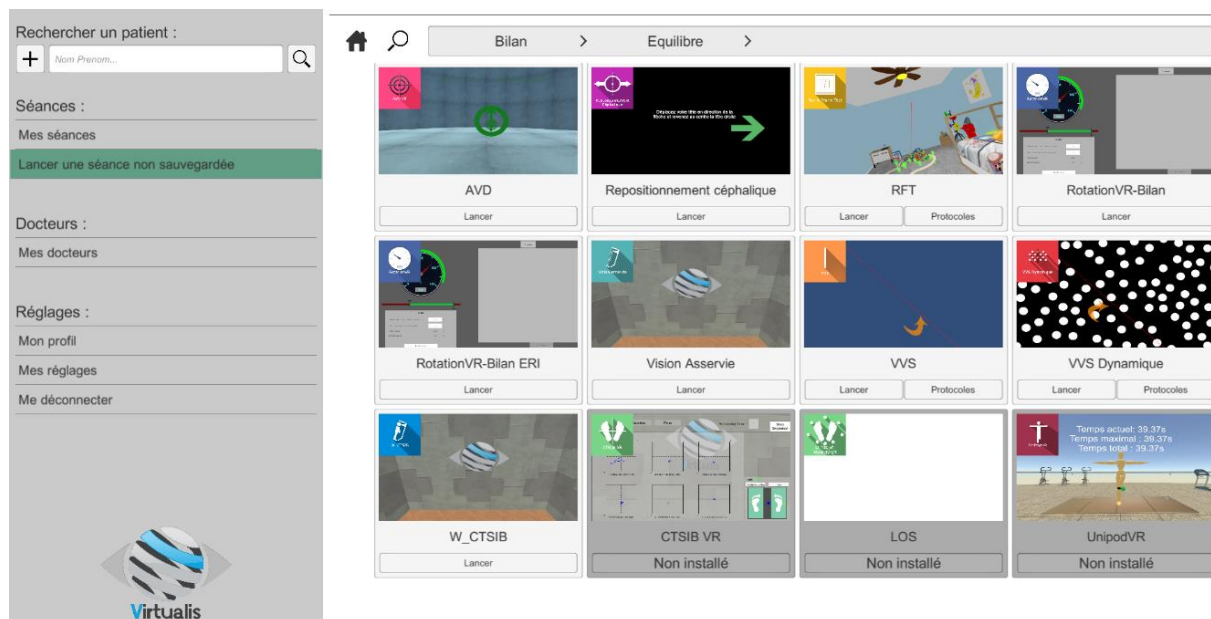 Rechercher un patient :
Nom Prenom...
Séances :
Mes séances
Lancer une séance non sauvegardée
Docteurs :
Mes docteurs
Réglages :
Mon profil
Mes réglages
Me déconnecter
Virtualis
Bilan > Equilibre >
Déplacez votre tête en direction de la
flèche et revenez au centre la tête droite
AVD
Repositionnement céphalique
RFT
RotationVR-Bilan
Lancer
Lancer
Lancer Protocoles
Lancer
RotationVR-Bilan ERI
Vision Asservie
VVS
VVS Dynamique
Lancer
Lancer
Lancer Protocoles
Lancer Protocoles
Temps actuel: 39.37s
Temps maximal : 39.37s
Temps total : 39.37s
W_CTSIB
CTSIB VR
LOS
UnipodVR
Lancer
Non installé
Non installé
Non installé